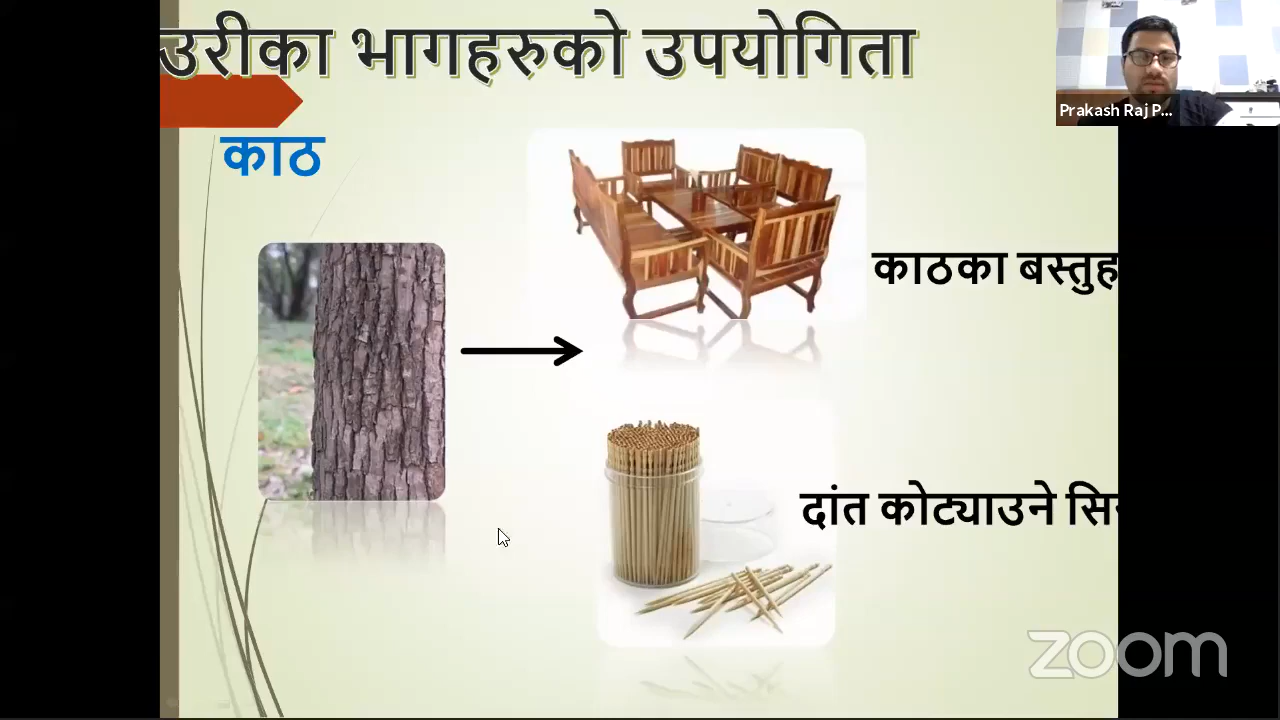 उरीका भागहरुको उपयोगिता
Prakash Raj P...
काठ
काठका बस्तुह
दांत कोट्याउने सि
zoom